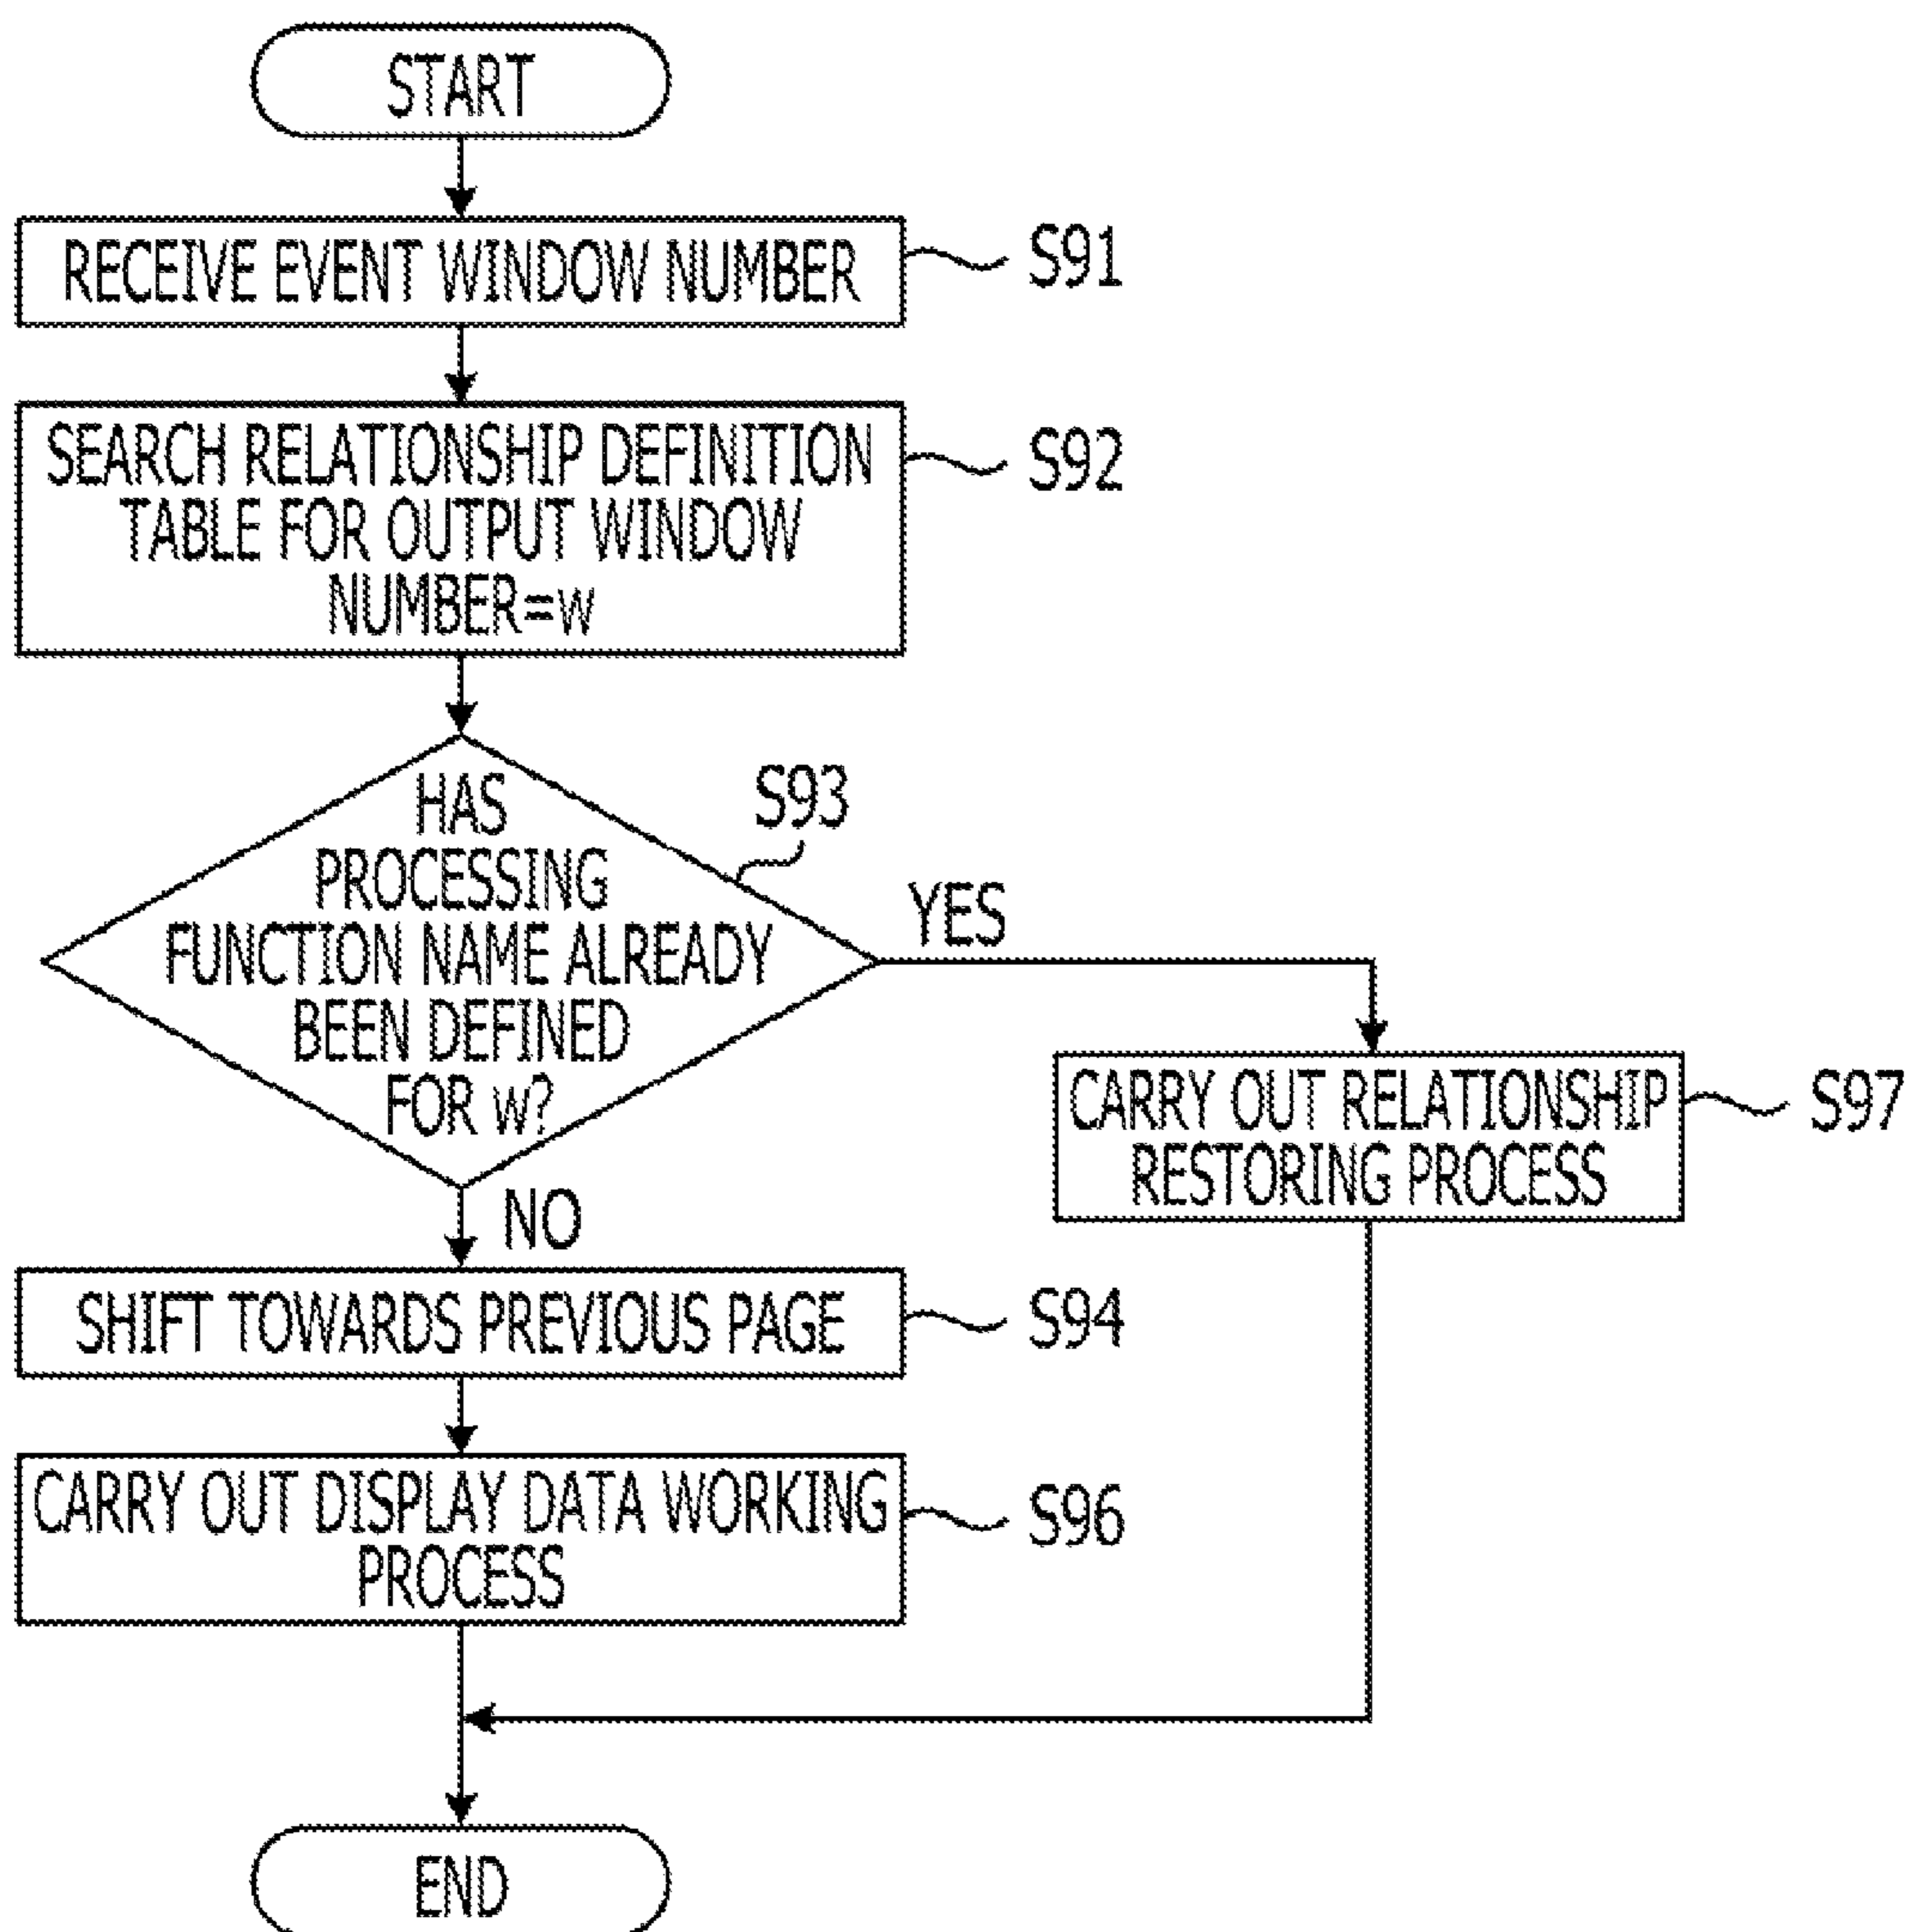 START
RECEIVE EVENT WINDOW NUMBER
S91
SEARCH RELATIONSHIP DEFINITION
TABLE FOR OUTPUT WINDOW
NUMBER=w
S92
HAS
PROCESSING
FUNCTION NAME ALREADY
BEEN DEFINED
FOR w?
S93
YES
CARRY OUT RELATIONSHIP
RESTORING PROCESS
S97
NO
SHIFT TOWARDS PREVIOUS PAGE
S94
CARRY OUT DISPLAY DATA WORKING
PROCESS
S96
END